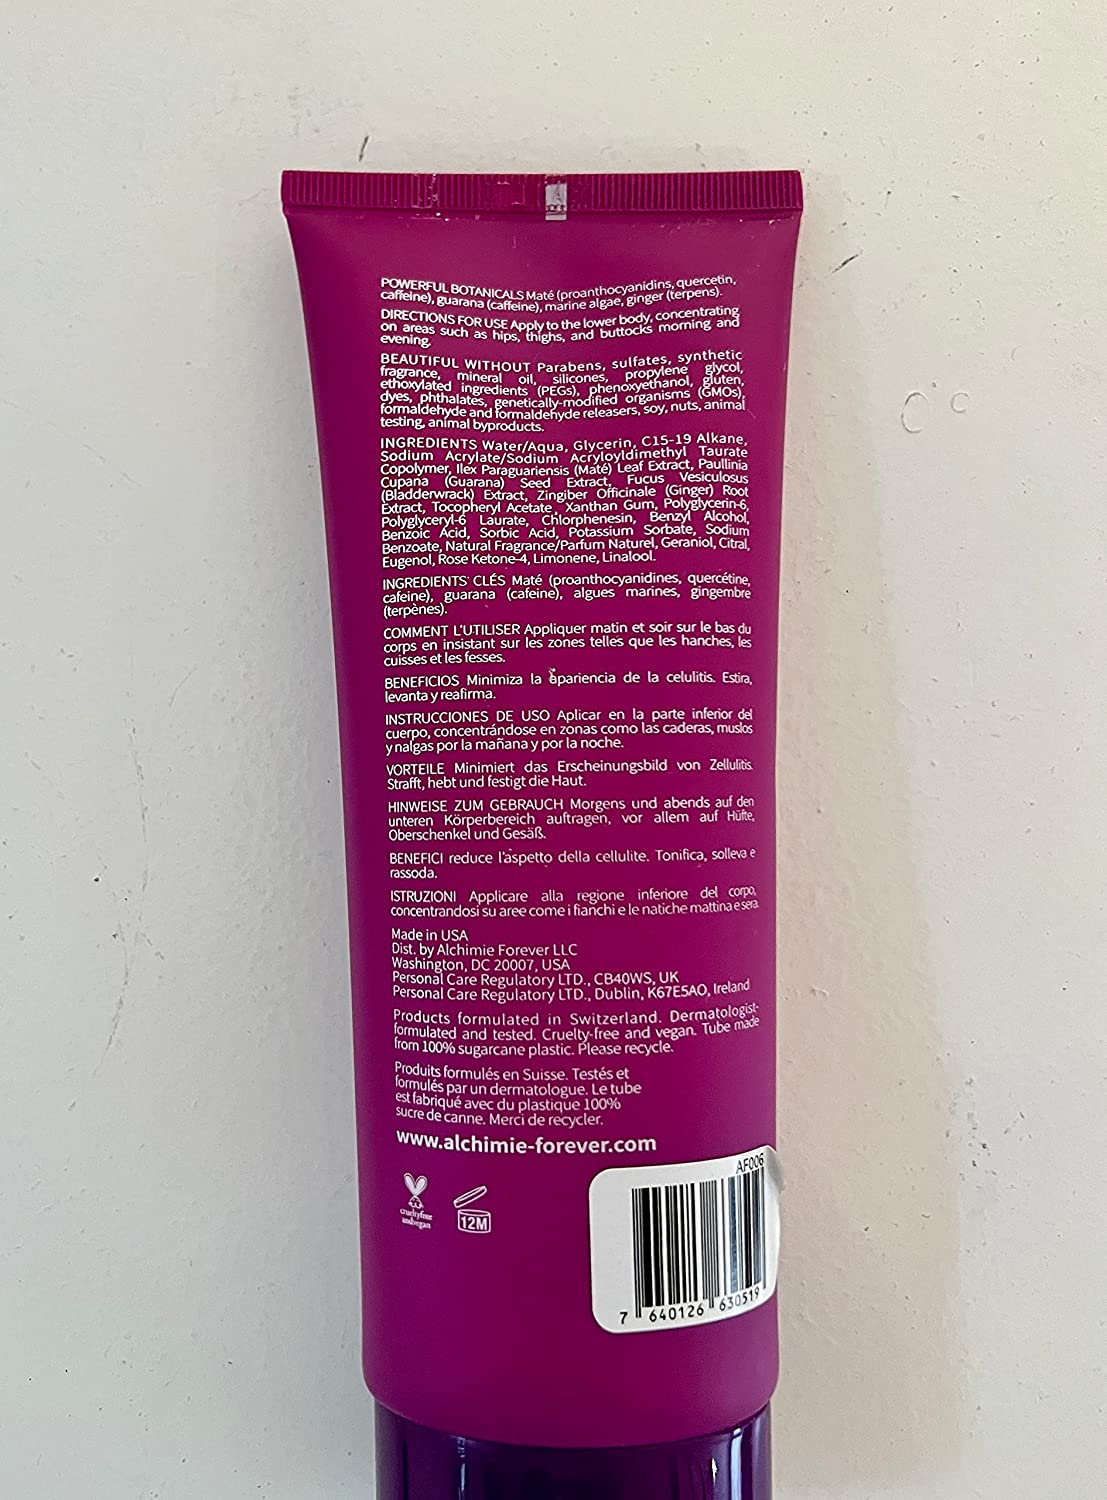 POWERFUL BOTANICALS Maté (proanthocyanidins, quercetin,
caffeine), guarana (caffeine), marine algae, ginger (terpens).
DIRECTIONS FOR USE Apply to the lower body, concentrating
on areas such as hips, thighs, and buttocks morning and
evening.
BEAUTIFUL WITHOUT Parabens, sulfates, synthetic
fragrance, mineral oil, silicones, propylene glycol,
ethoxylated ingredients (PEGs), phenoxyethanol, gluten,
dyes, phthalates, genetically-modified organisms (GMOs),
formaldehyde and formaldehyde releasers, soy, nuts, animal
testing, animal byproducts.
INGREDIENTS Water/Aqua, Glycerin, C15-19 Alkane,
Sodium Acrylate/Sodium Acryloyldimethyl Taurate
Copolymer, Ilex Paraguariensis (Maté) Leaf Extract, Paullinia
Cupana (Guarana) Seed Extract, Fucus Vesiculosus
(Bladderwrack) Extract, Zingiber Officinale (Ginger) Root
Extract, Tocopheryl Acetate, Xanthan Gum, Polyglycerin-6,
Polyglyceryl-6 Laurate, Chlorphenesin, Benzyl Alcohol,
Benzoic Acid, Sorbic Acid, Potassium Sorbate, Sodium
Benzoate, Natural Fragrance/Parfum Naturel, Geraniol, Citral,
Eugenol, Rose Ketone-4, Limonene, Linalool.
INGREDIENTS CLÉS Maté (proanthocyanidines, quercétine,
cafeine), guarana (cafeine), algues marines, gingembre
(terpènes).
COMMENT L'UTILISER Appliquer matin et soir sur le bas du
corps en insistant sur les zones telles que les hanches, les
cuisses et les fesses.
BENEFICIOS Minimiza la apariencia de la celulitis. Estira,
levanta y reafirma.
INSTRUCCIONES DE USO Aplicar en la parte inferior del
cuerpo, concentrándose en zonas como las caderas, muslos
y nalgas por la mañana y por la noche.
VORTEILE Minimiert das Erscheinungsbild von Zellulitis.
Strafft, hebt und festigt die Haut.
HINWEISE ZUM GEBRAUCH Morgens und abends auf den
unteren Körperbereich auftragen, vor allem auf Hüfte,
Oberschenkel und Gesäß.
BENEFICI reduce l'aspetto della cellulite. Tonifica, solleva e
rassoda.
ISTRUZIONI Applicare alla regione inferiore del corpo,
concentrandosi su aree come i fianchi e le natiche mattina e sera.
Made in USA
Dist. by Alchimie Forever LLC
Washington, DC 20007, USA
Personal Care Regulatory LTD., CB40WS, UK
Personal Care Regulatory LTD., Dublin, K67E5AO, Ireland
Products formulated in Switzerland. Dermatologist-
formulated and tested. Cruelty-free and vegan. Tube made
from 100% sugarcane plastic. Please recycle.
Produits formulés en Suisse. Testés et
formulés par un dermatologue. Le tube
est fabriqué avec du plastique 100%
sucre de canne. Merci de recycler.
www.alchimie-forever.com
cruelty free
and vegan
12M
AF006
7 640126 630519